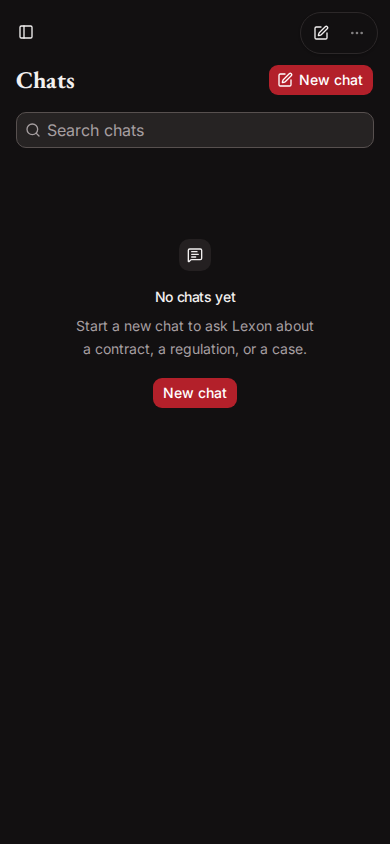 Chats
New chat
Search chats
No chats yet
Start a new chat to ask Lexon about
a contract, a regulation, or a case.
New chat